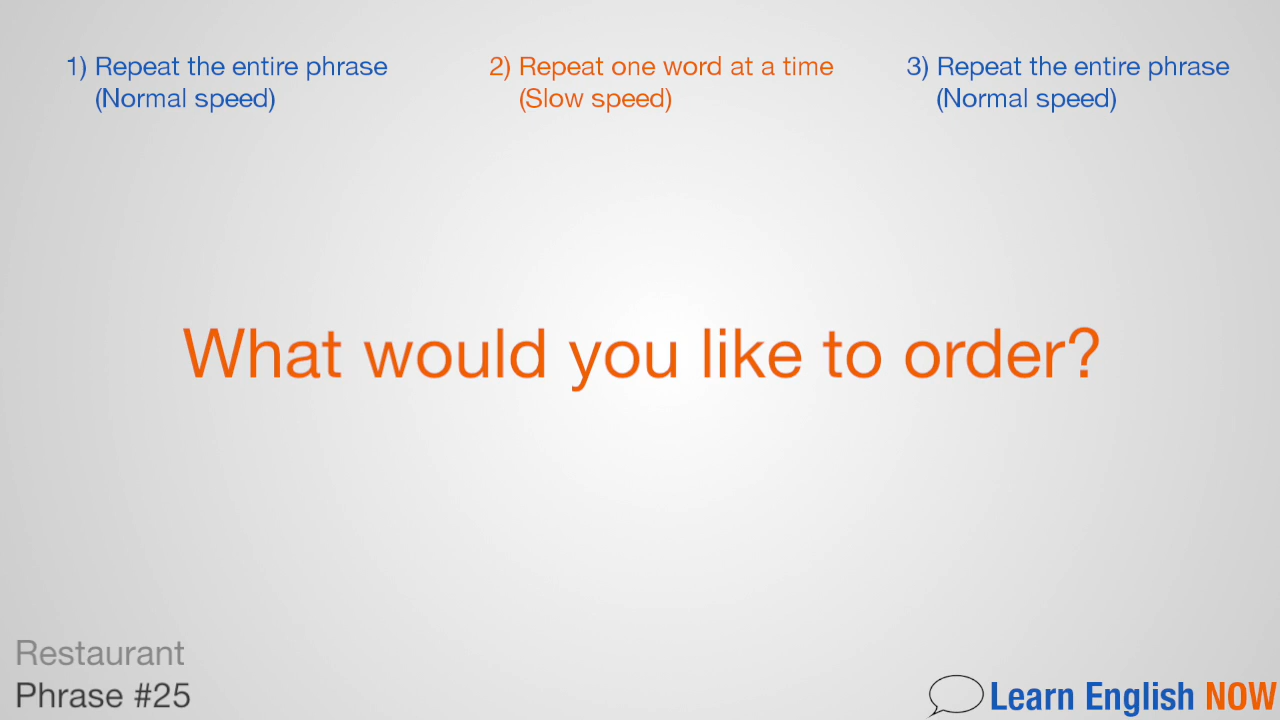 1) Repeat the entire phrase
(Normal speed)
2) Repeat one word at a time
(Slow speed)
3) Repeat the entire phrase
(Normal speed)
What would you like to order?
Restaurant
Phrase #25
Learn English NOW